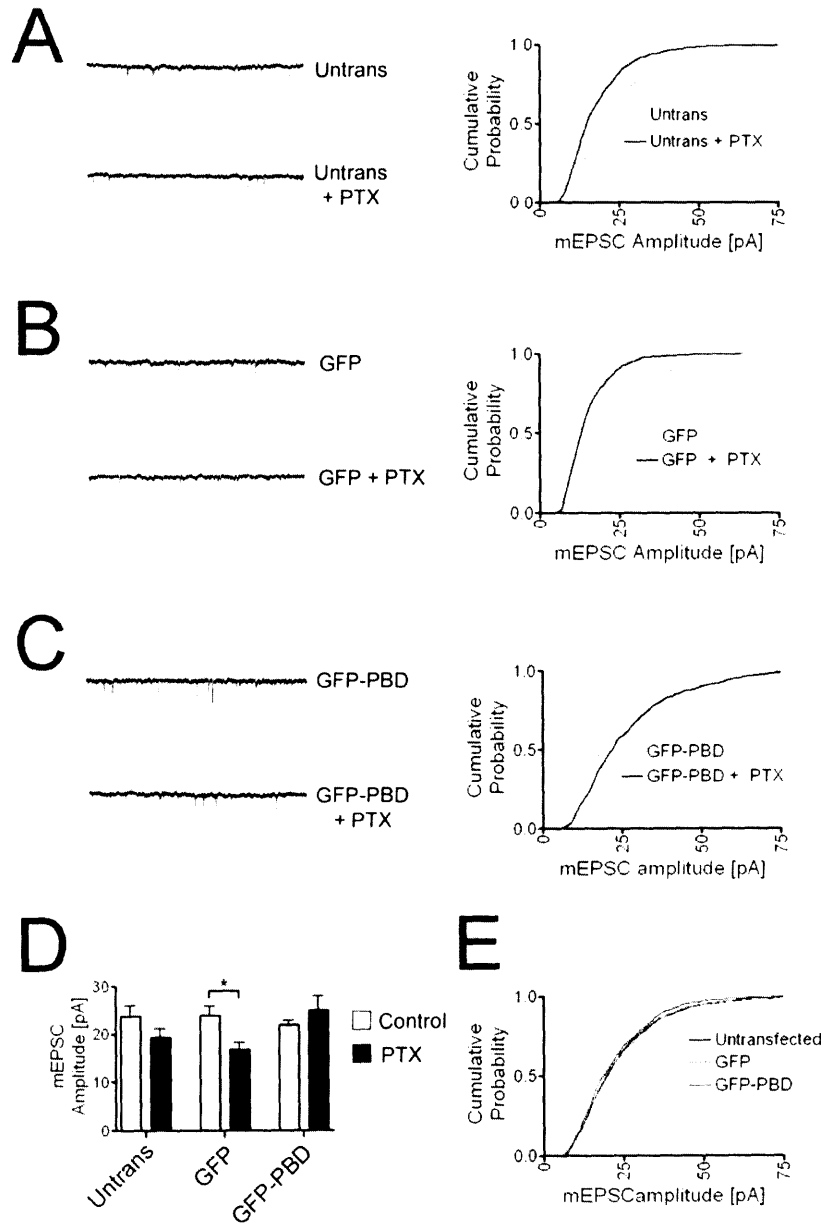 A
Untrans
Untrans
+ PTX
Cumulative
Probability
1 0
0.5
0 0
0
25
50
75
Untrans
Untrans + PTX
mEPSC Amplitude [pA]
B
GFP
GFP + PTX
Cumulative
Probability
1.0
0.5
0 0
0
25
50
75
GFP
GFP + PTX
mEPSC Amplitude [pA]
C
GFP-PBD
GFP-PBD
+ PTX
Cumulative
Probability
1.0
0.5
0 0
0
25
50
75
GFP-PBD
GFP-PBD + PTX
mEPSC amplitude [pA]
D
mEPSC
Amplitude [pA]
30
20
10
0
*
Control
PTX
Untrans
GFP
GFP-PBD
E
Cumulative
Probability
1.0
0.5
0.0
0
25
50
75
Untransfected
GFP
GFP-PBD
mEPSCamplitude [pA]